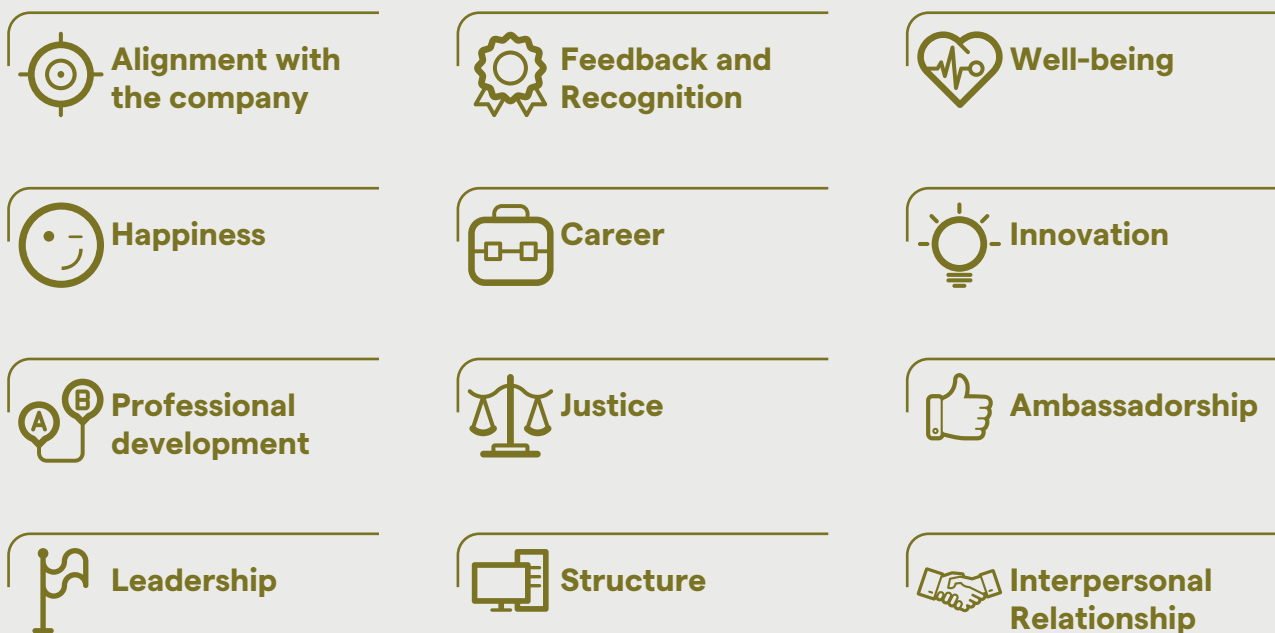 Alignment with
the company
Feedback and
Recognition
Well-being
Happiness
Career
Innovation
A
B
Professional
development
Justice
Ambassadorship
Leadership
Structure
Interpersonal
Relationship